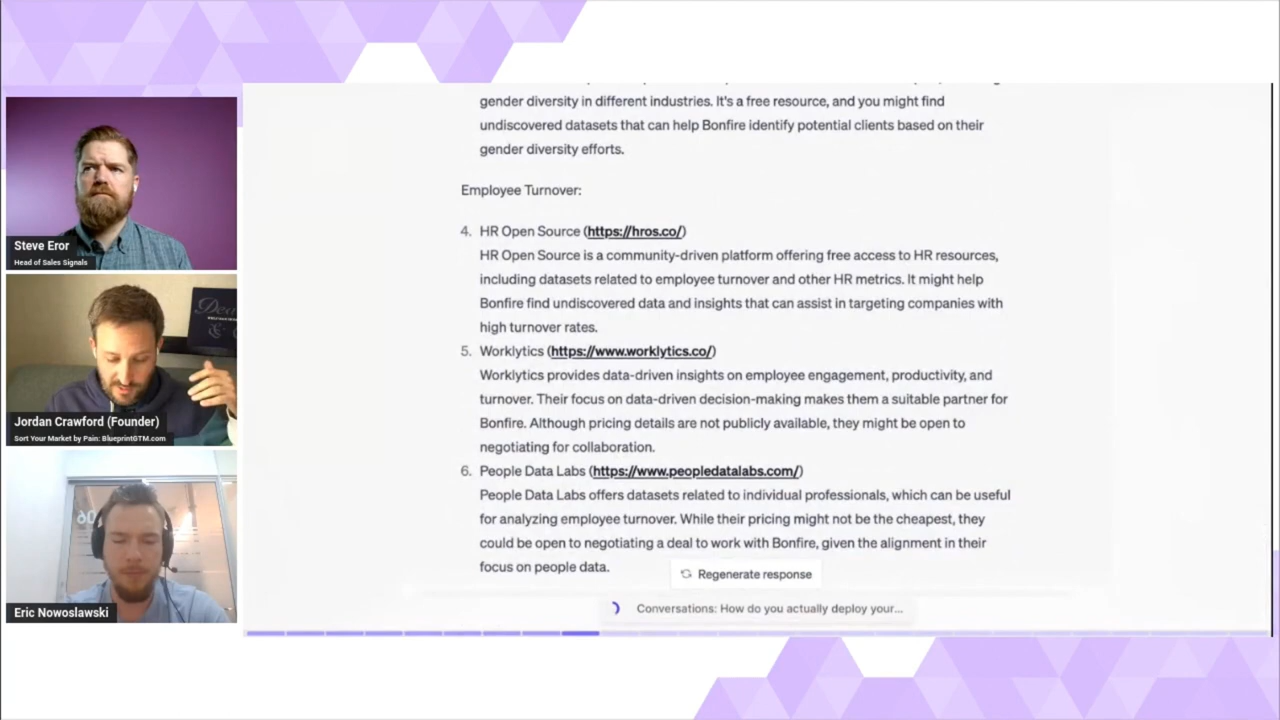 Steve Eror
Head of Sales Signals
Jordan Crawford (Founder)
Sort Your Market by Pain: BlueprintGTM.com
Eric Nowoslawski
gender diversity in different industries. It's a free resource, and you might find
undiscovered datasets that can help Bonfire identify potential clients based on their
gender diversity efforts.
Employee Turnover:
4. HR Open Source (https://hros.co/)
HR Open Source is a community-driven platform offering free access to HR resources,
including datasets related to employee turnover and other HR metrics. It might help
Bonfire find undiscovered data and insights that can assist in targeting companies with
high turnover rates.
5. Worklytics (https://www.worklytics.co/)
Worklytics provides data-driven insights on employee engagement, productivity, and
turnover. Their focus on data-driven decision-making makes them a suitable partner for
Bonfire. Although pricing details are not publicly available, they might be open to
negotiating for collaboration.
6. People Data Labs (https://www.peopledatalabs.com/)
People Data Labs offers datasets related to individual professionals, which can be useful
for analyzing employee turnover. While their pricing might not be the cheapest, they
could be open to negotiating a deal to work with Bonfire, given the alignment in their
focus on people data.
Regenerate response
Conversations: How do you actually deploy your...